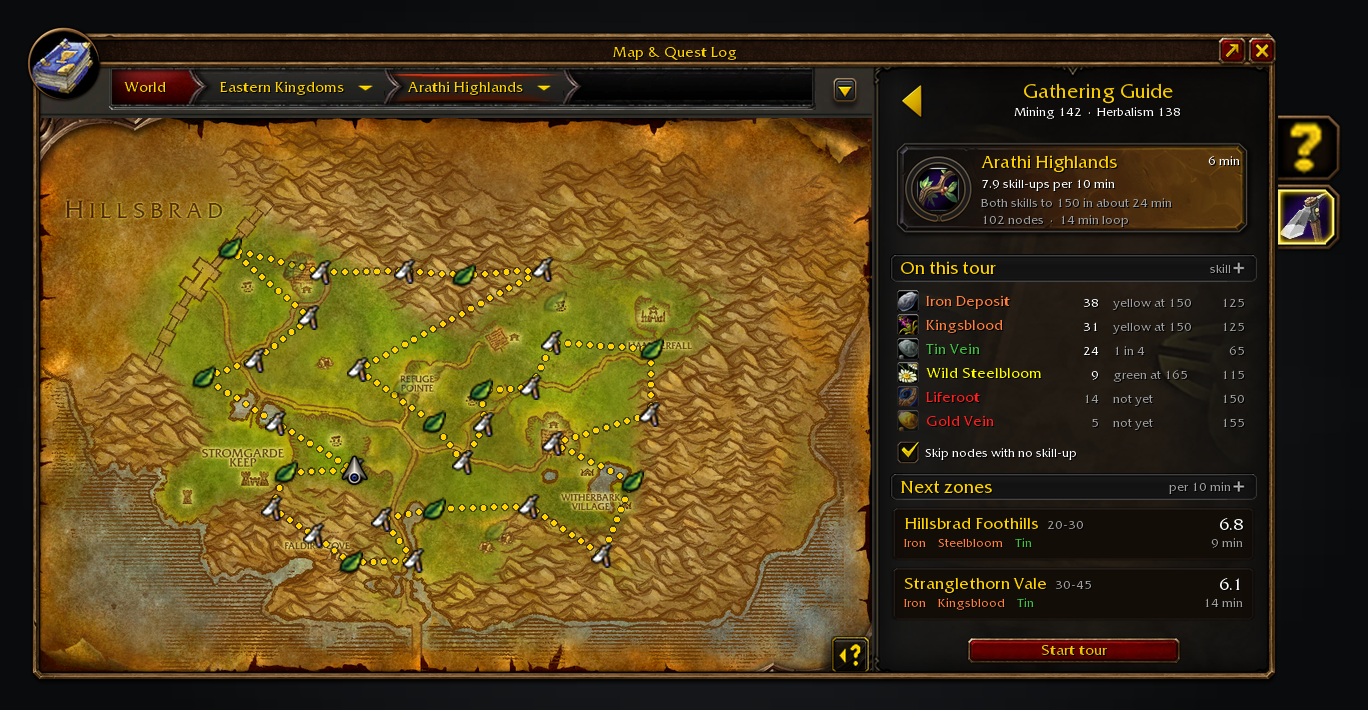 Map & Quest Log
World
Eastern Kingdoms
Arathi Highlands
HILLSBRAD
REFUGE
POINTE
STROMGARDE
KEEP
WITHERBARK
VILLAGE
Gathering Guide
Mining 142 · Herbalism 138
Arathi Highlands
6 min
7.9 skill-ups per 10 min
Both skills to 150 in about 24 min
102 nodes · 14 min loop
On this tour
skill+
Iron Deposit 38 yellow at 150 125
Kingsblood 31 yellow at 150 125
Tin Vein 24 1 in 4 65
Wild Steelbloom 9 green at 165 115
Liferoot 14 not yet 150
Gold Vein 5 not yet 155
Skip nodes with no skill-up
Next zones
per 10 min+
Hillsbrad Foothills 20-30 6.8
Iron Steelbloom Tin 9 min
Stranglethorn Vale 30-45 6.1
Iron Kingsblood Tin 14 min
Start tour